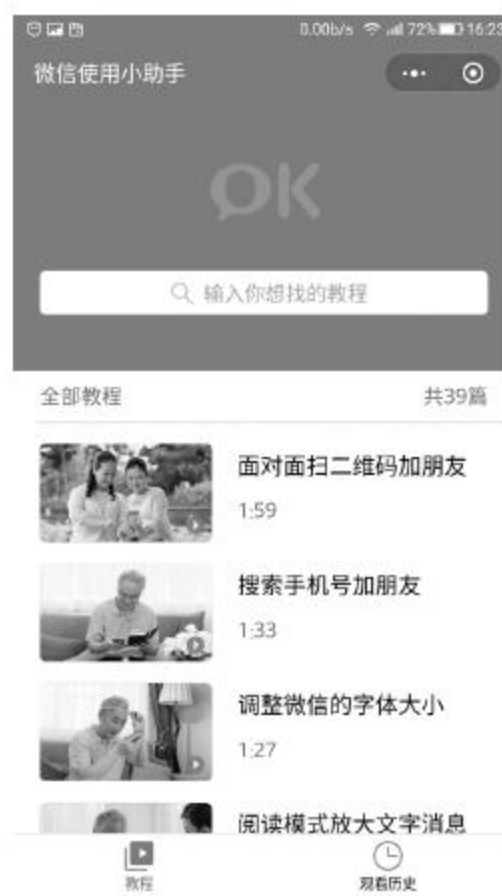 0.00b/s 72% 16:23
微信使用小助手
OK
输入你想找的教程
全部教程 共39篇
面对面扫二维码加朋友
1:59
搜索手机号加朋友
1:33
调整微信的字体大小
1:27
阅读模式放大文字消息
教程 观看历史